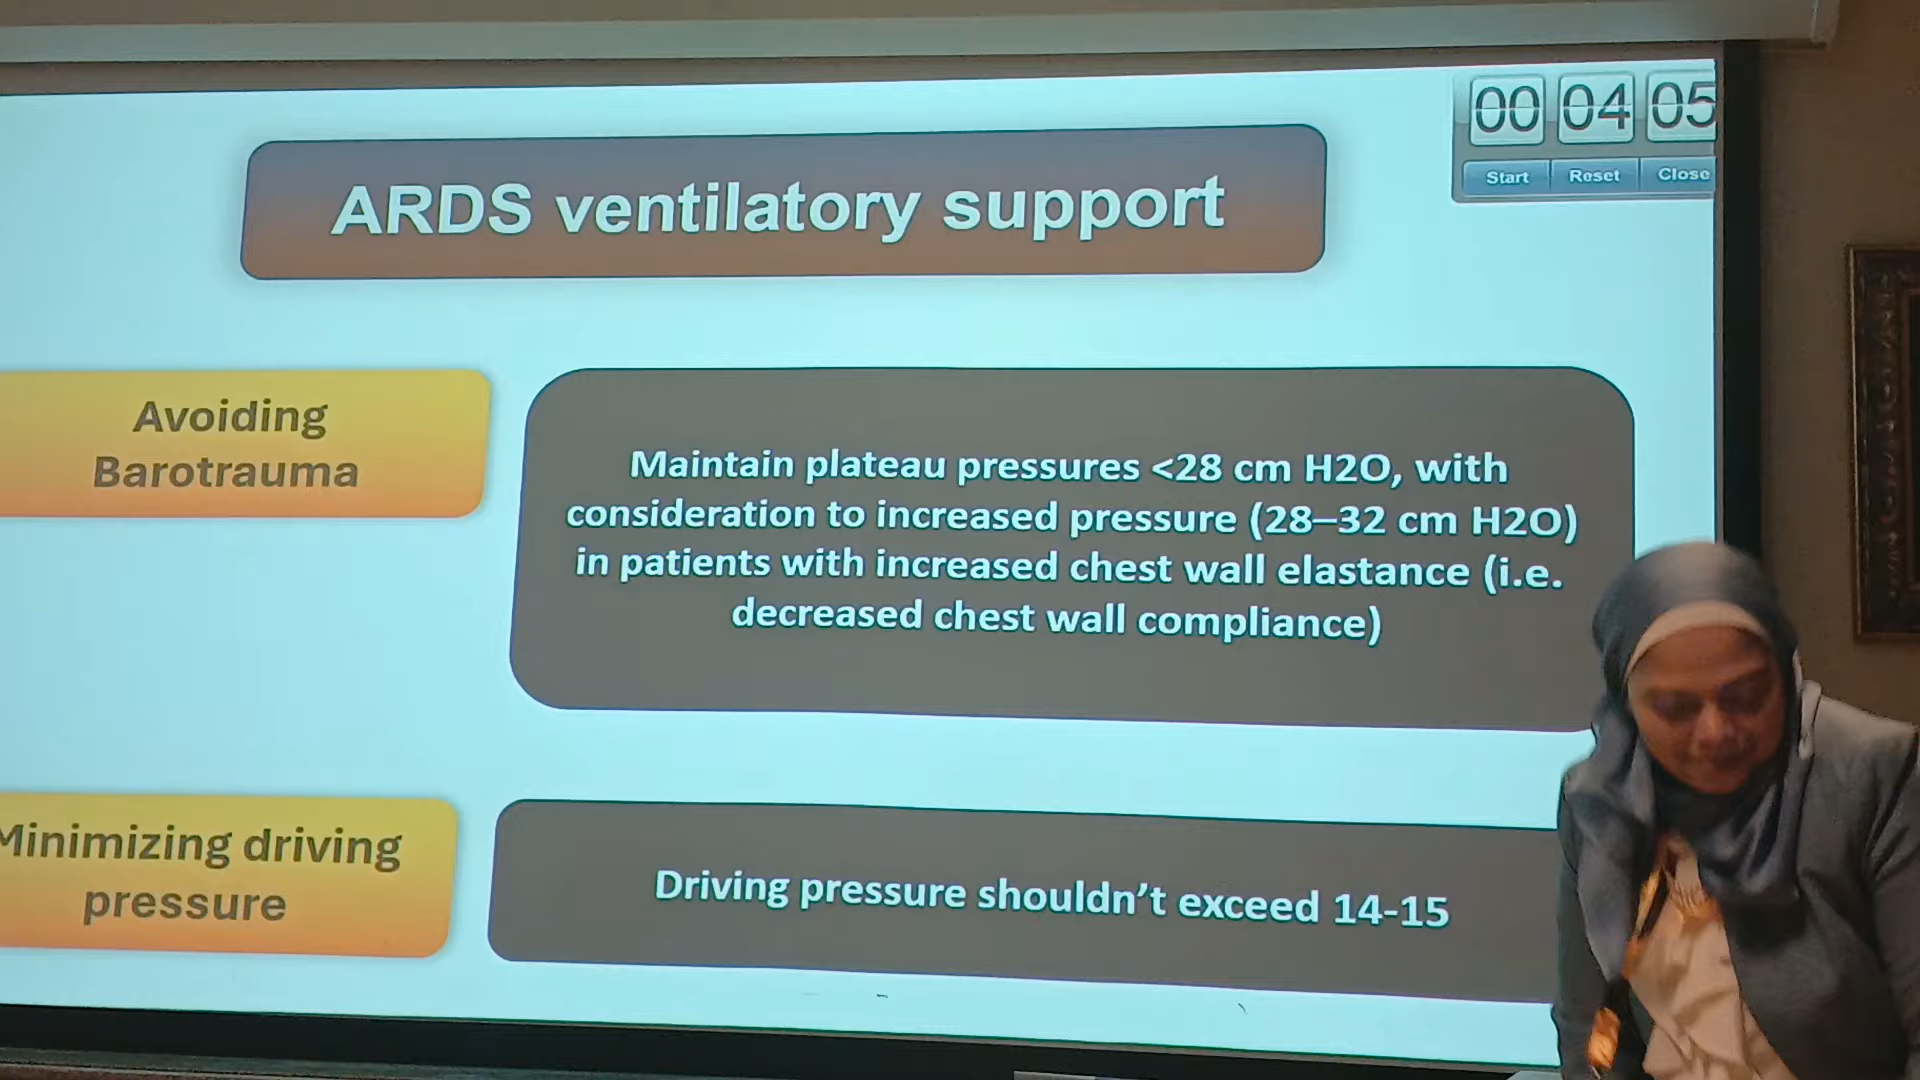 00 04 05
Start Reset Close
ARDS ventilatory support
Avoiding
Barotrauma
Maintain plateau pressures <28 cm H2O, with
consideration to increased pressure (28–32 cm H2O)
in patients with increased chest wall elastance (i.e.
decreased chest wall compliance)
Minimizing driving
pressure
Driving pressure shouldn't exceed 14-15